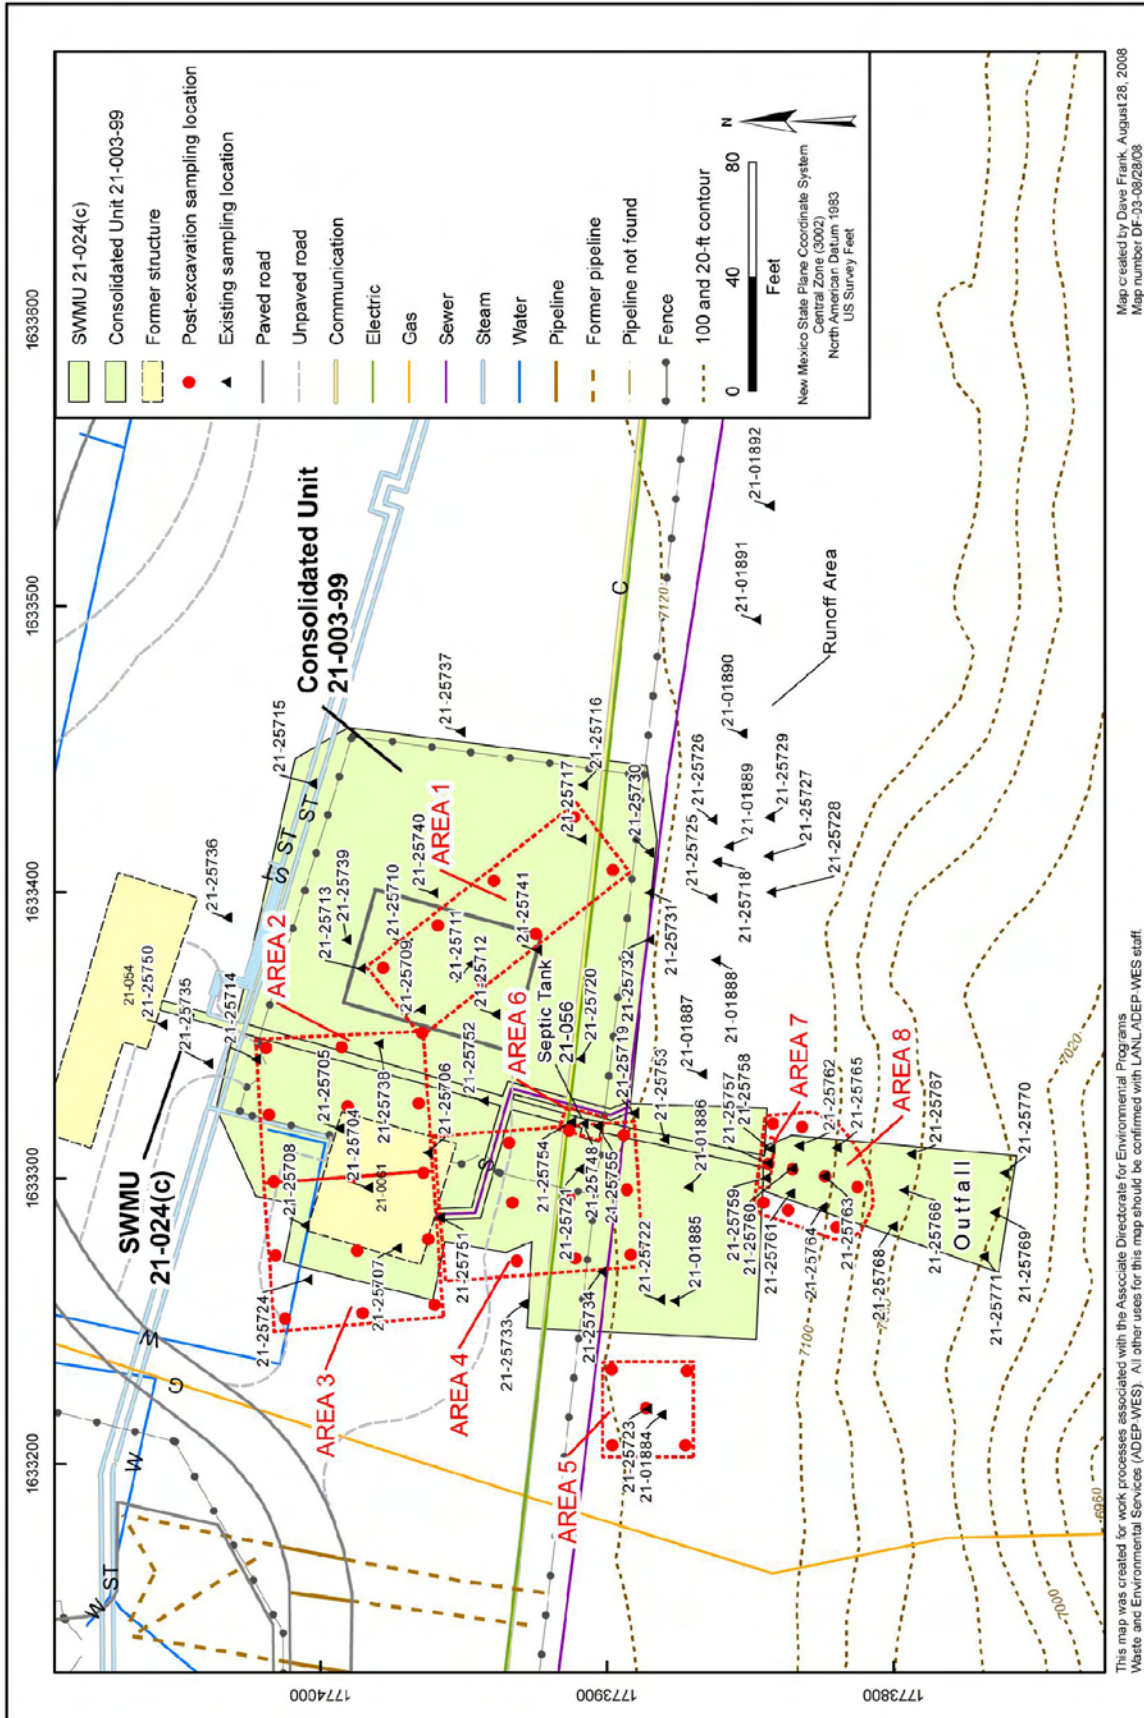 1633200
1633300
1633400
1633500
1633600
1774000
1773900
1773800
SWMU 21-024(c)
Consolidated Unit 21-003-99
Former structure
Post-excavation sampling location
Existing sampling location
Paved road
Unpaved road
Communication
Electric
Gas
Sewer
Steam
Water
Pipeline
Former pipeline
Pipeline not found
Fence
100 and 20-ft contour
0 40 80
Feet
N
New Mexico State Plane Coordinate System
Central Zone (3002)
North American Datum 1983
US Survey Feet
Consolidated Unit
21-003-99
SWMU
21-024(c)
21-054
21-25750
21-25735
21-25714
21-25736
21-25715
21-25737
ST
ST
ST
AREA 2
21-25713
21-25739
21-25710
21-25740
AREA 1
21-25709
21-25711
21-25712
21-25741
21-25717
21-25716
21-25730
21-25705
21-25704
21-25738
21-25706
21-25752
21-25708
21-0061
21-25707
21-25751
21-25724
AREA 3
AREA 4
21-25733
AREA 6
Septic Tank
21-056
21-25720
21-25732
21-25731
21-25719
21-25753
21-25754
21-25721
21-25748
21-25755
21-25722
21-25734
21-01885
21-01886
21-01887
21-01888
21-25718
21-25725
21-25726
21-01889
21-25729
21-25727
21-25728
21-01890
21-01891
21-01892
Runoff Area
AREA 5
21-25723
21-01884
21-25757
21-25758
AREA 7
21-25762
21-25765
AREA 8
21-25759
21-25760
21-25761
21-25764
21-25763
21-25768
21-25767
21-25770
21-25766
21-25769
21-25771
Outfall
W
W
W
G
ST
S
C
7120
7100
7020
7000
6960
This map was created for work processes associated with the Associate Directorate for Environmental Programs
Waste and Environmental Services (ADEP-WES). All other uses for this map should be confirmed with LANL ADEP-WES staff.
Map created by Dave Frank, August 28, 2008
Map number DF-03-08/28/08